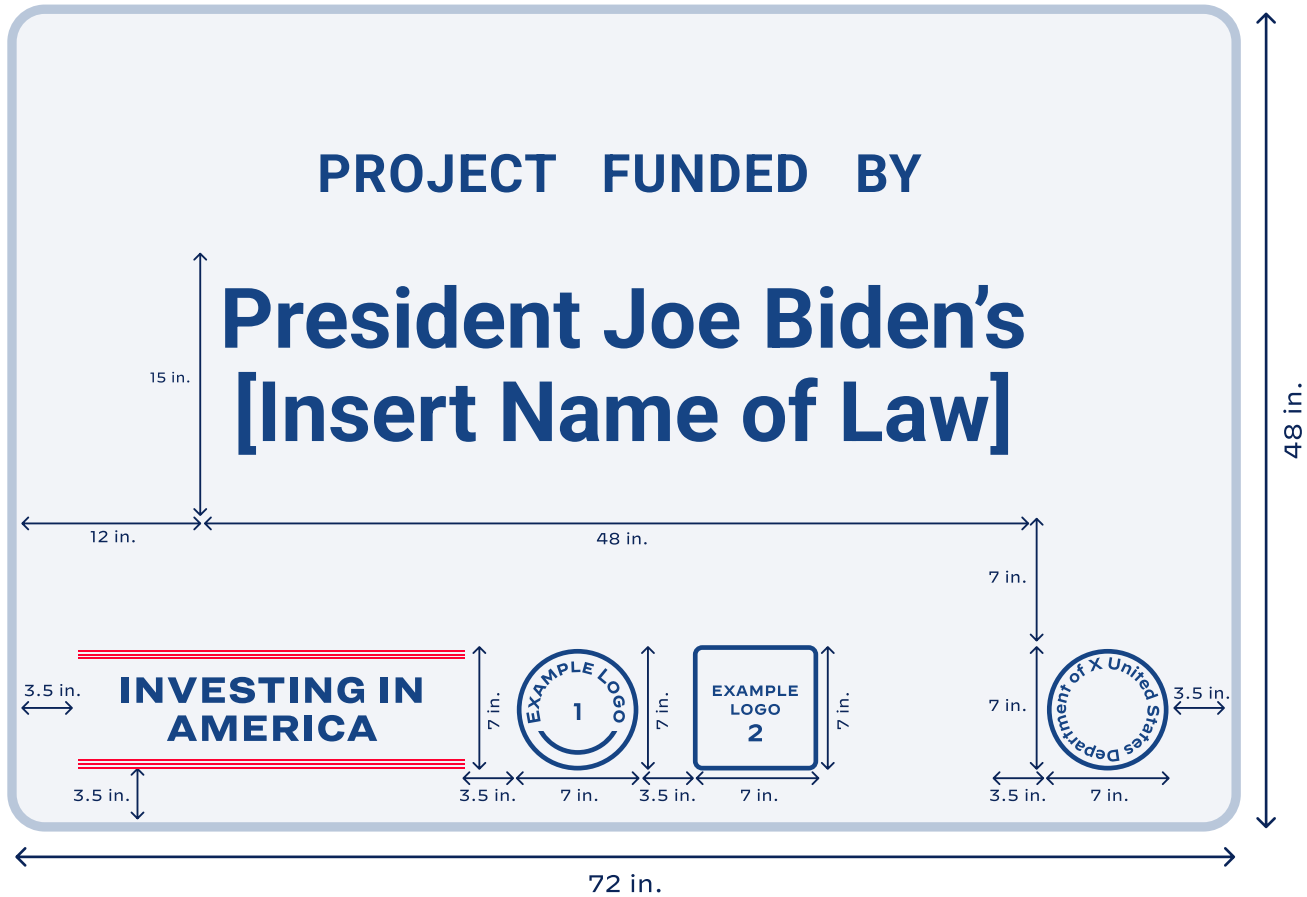 PROJECT FUNDED BY
President Joe Biden’s
[Insert Name of Law]
15 in.
12 in.
48 in.
7 in.
48 in.
3.5 in.
INVESTING IN
AMERICA
3.5 in.
7 in.
EXAMPLE LOGO
1
7 in.
EXAMPLE
LOGO
2
7 in.
3.5 in.
7 in.
3.5 in.
7 in.
7 in.
Department of X United States
3.5 in.
3.5 in.
7 in.
72 in.